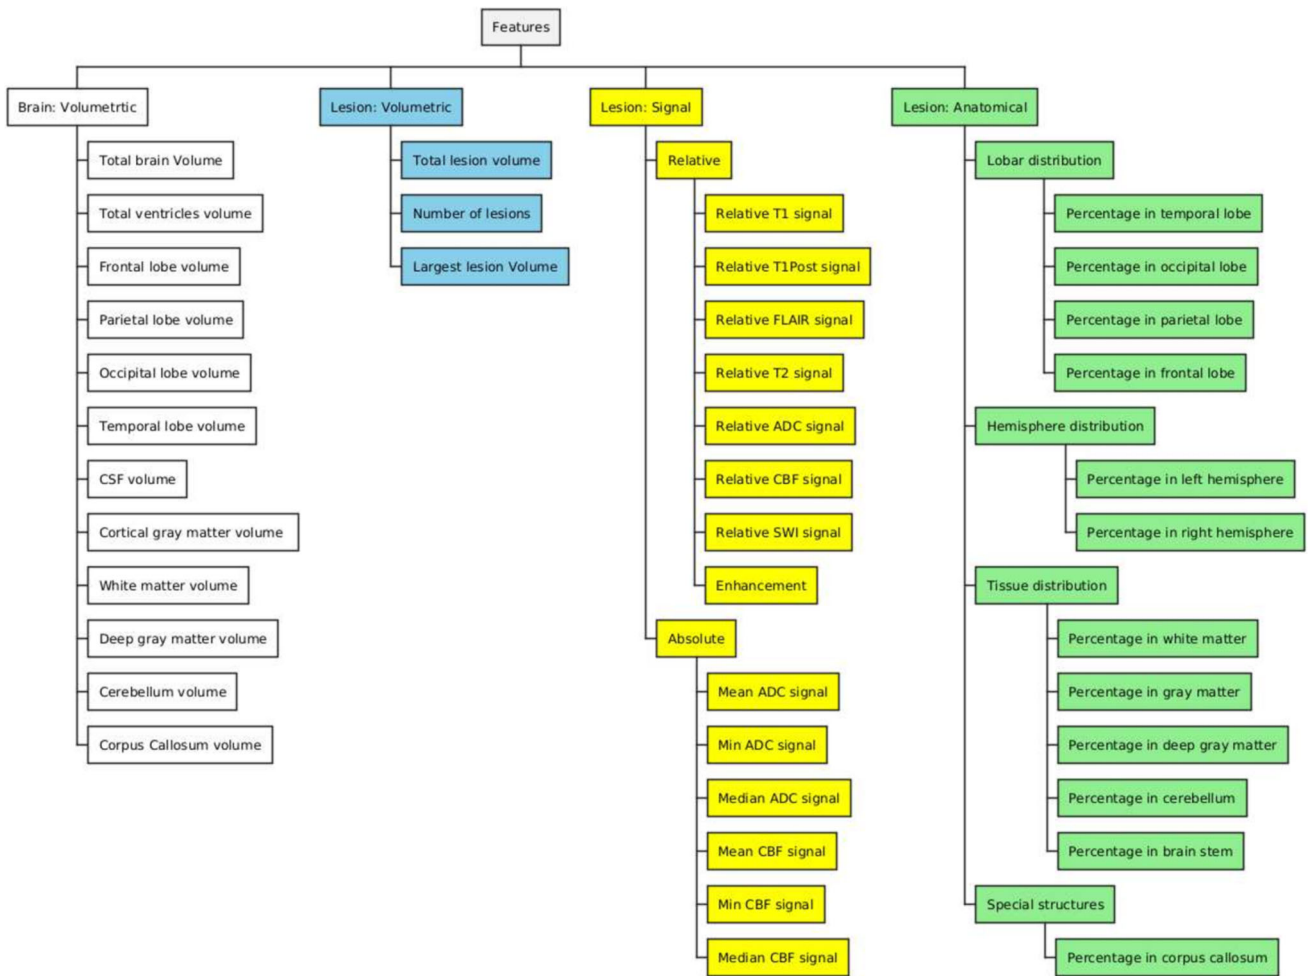 Features
Brain: Volumetrtic
Total brain Volume
Total ventricles volume
Frontal lobe volume
Parietal lobe volume
Occipital lobe volume
Temporal lobe volume
CSF volume
Cortical gray matter volume
White matter volume
Deep gray matter volume
Cerebellum volume
Corpus Callosum volume
Lesion: Volumetric
Total lesion volume
Number of lesions
Largest lesion Volume
Lesion: Signal
Relative
Relative T1 signal
Relative T1Post signal
Relative FLAIR signal
Relative T2 signal
Relative ADC signal
Relative CBF signal
Relative SWI signal
Enhancement
Absolute
Mean ADC signal
Min ADC signal
Median ADC signal
Mean CBF signal
Min CBF signal
Median CBF signal
Lesion: Anatomical
Lobar distribution
Percentage in temporal lobe
Percentage in occipital lobe
Percentage in parietal lobe
Percentage in frontal lobe
Hemisphere distribution
Percentage in left hemisphere
Percentage in right hemisphere
Tissue distribution
Percentage in white matter
Percentage in gray matter
Percentage in deep gray matter
Percentage in cerebellum
Percentage in brain stem
Special structures
Percentage in corpus callosum